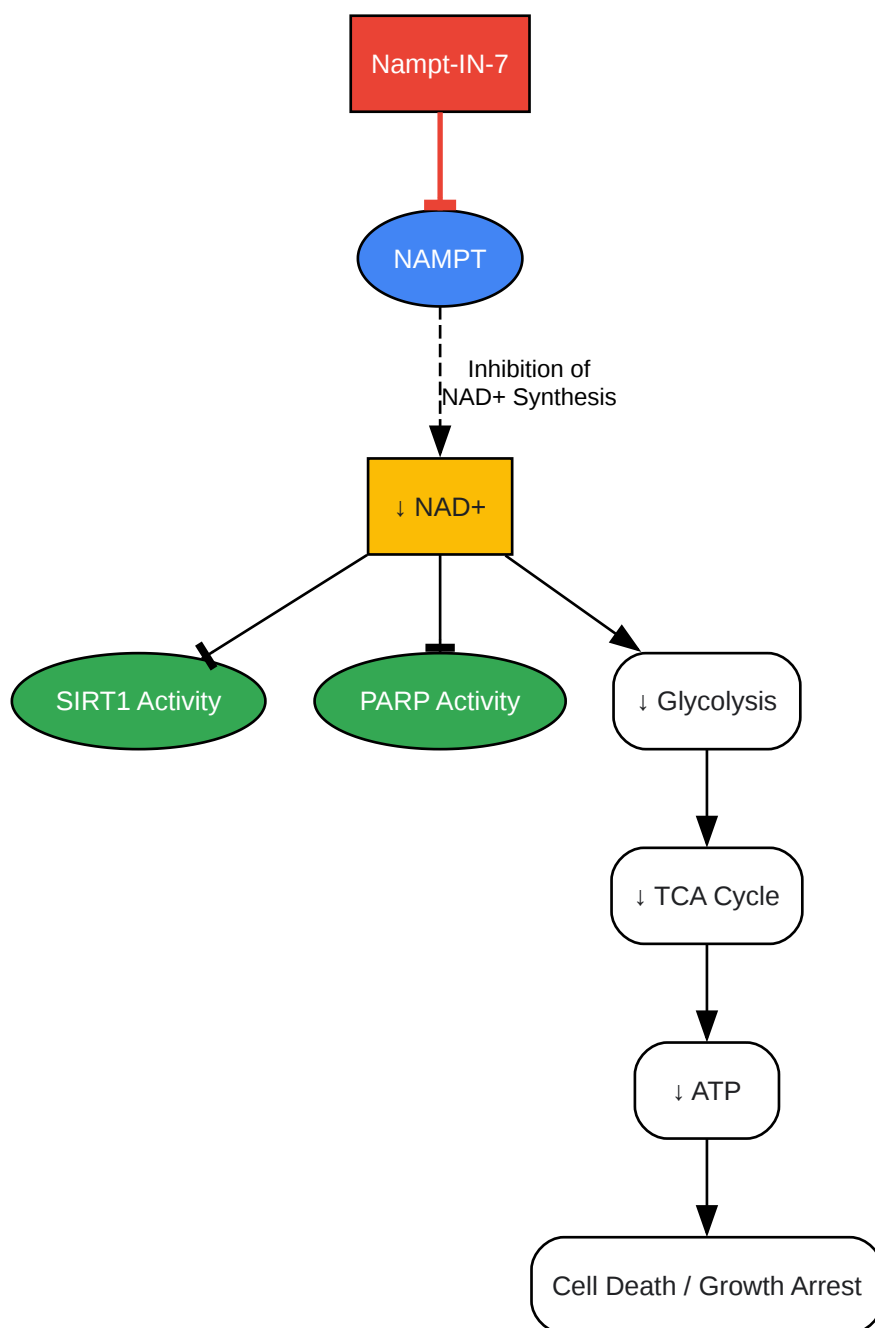 Nampt-IN-7
NAMPT
Inhibition of
NAD+ Synthesis
↓ NAD+
SIRT1 Activity
PARP Activity
↓ Glycolysis
↓ TCA Cycle
↓ ATP
Cell Death / Growth Arrest